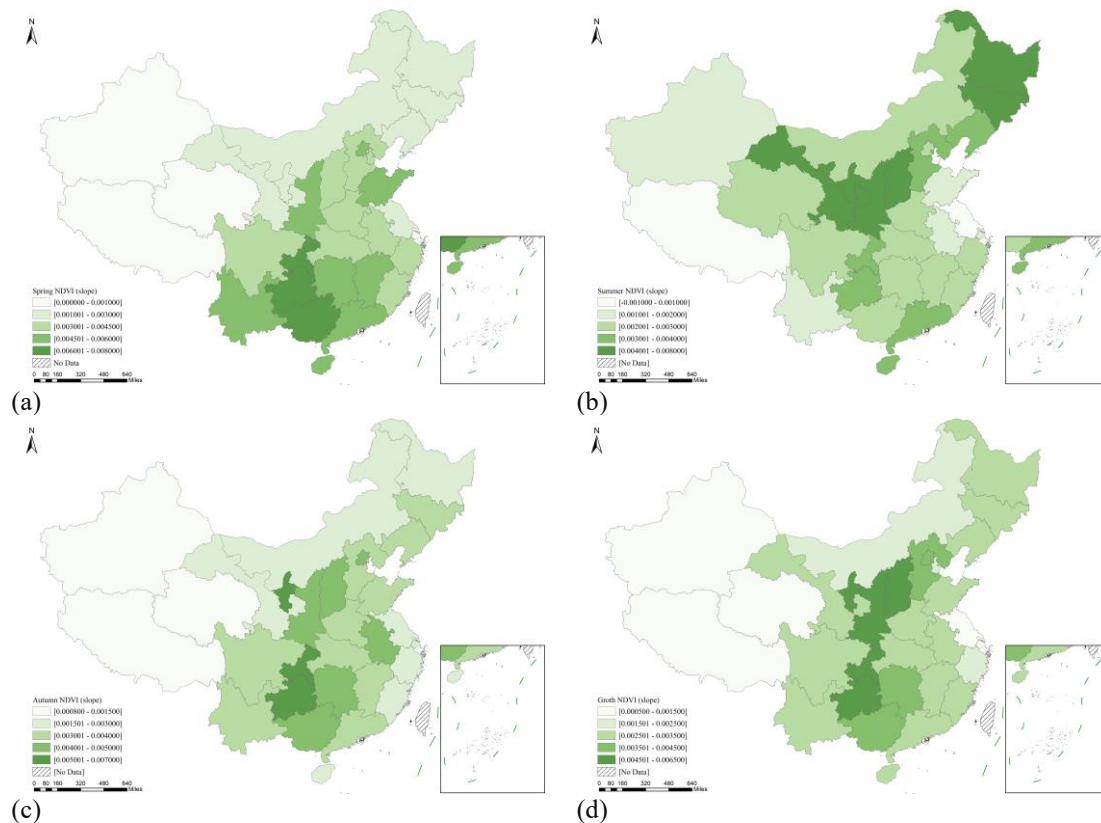 N
Spring NDVI (slope)
[0.000000 - 0.001000]
[0.001001 - 0.003000]
[0.003001 - 0.004500]
[0.004501 - 0.006000]
[0.006001 - 0.008000]
No Data
0 80 160 320 480 640
Miles
(a)
N
Summer NDVI (slope)
[-0.001000 - 0.001000]
[0.001001 - 0.002000]
[0.002001 - 0.003000]
[0.003001 - 0.004000]
[0.004001 - 0.008000]
[No Data]
0 80 160 320 480 640
Miles
(b)
N
Autumn NDVI (slope)
[0.000800 - 0.001500]
[0.001501 - 0.003000]
[0.003001 - 0.004000]
[0.004001 - 0.005000]
[0.005001 - 0.007000]
[No Data]
0 80 160 320 480 640
Miles
(c)
N
Groth NDVI (slope)
[0.000500 - 0.001500]
[0.001501 - 0.002500]
[0.002501 - 0.003500]
[0.003501 - 0.004500]
[0.004501 - 0.006500]
[No Data]
0 80 160 320 480 640
Miles
(d)